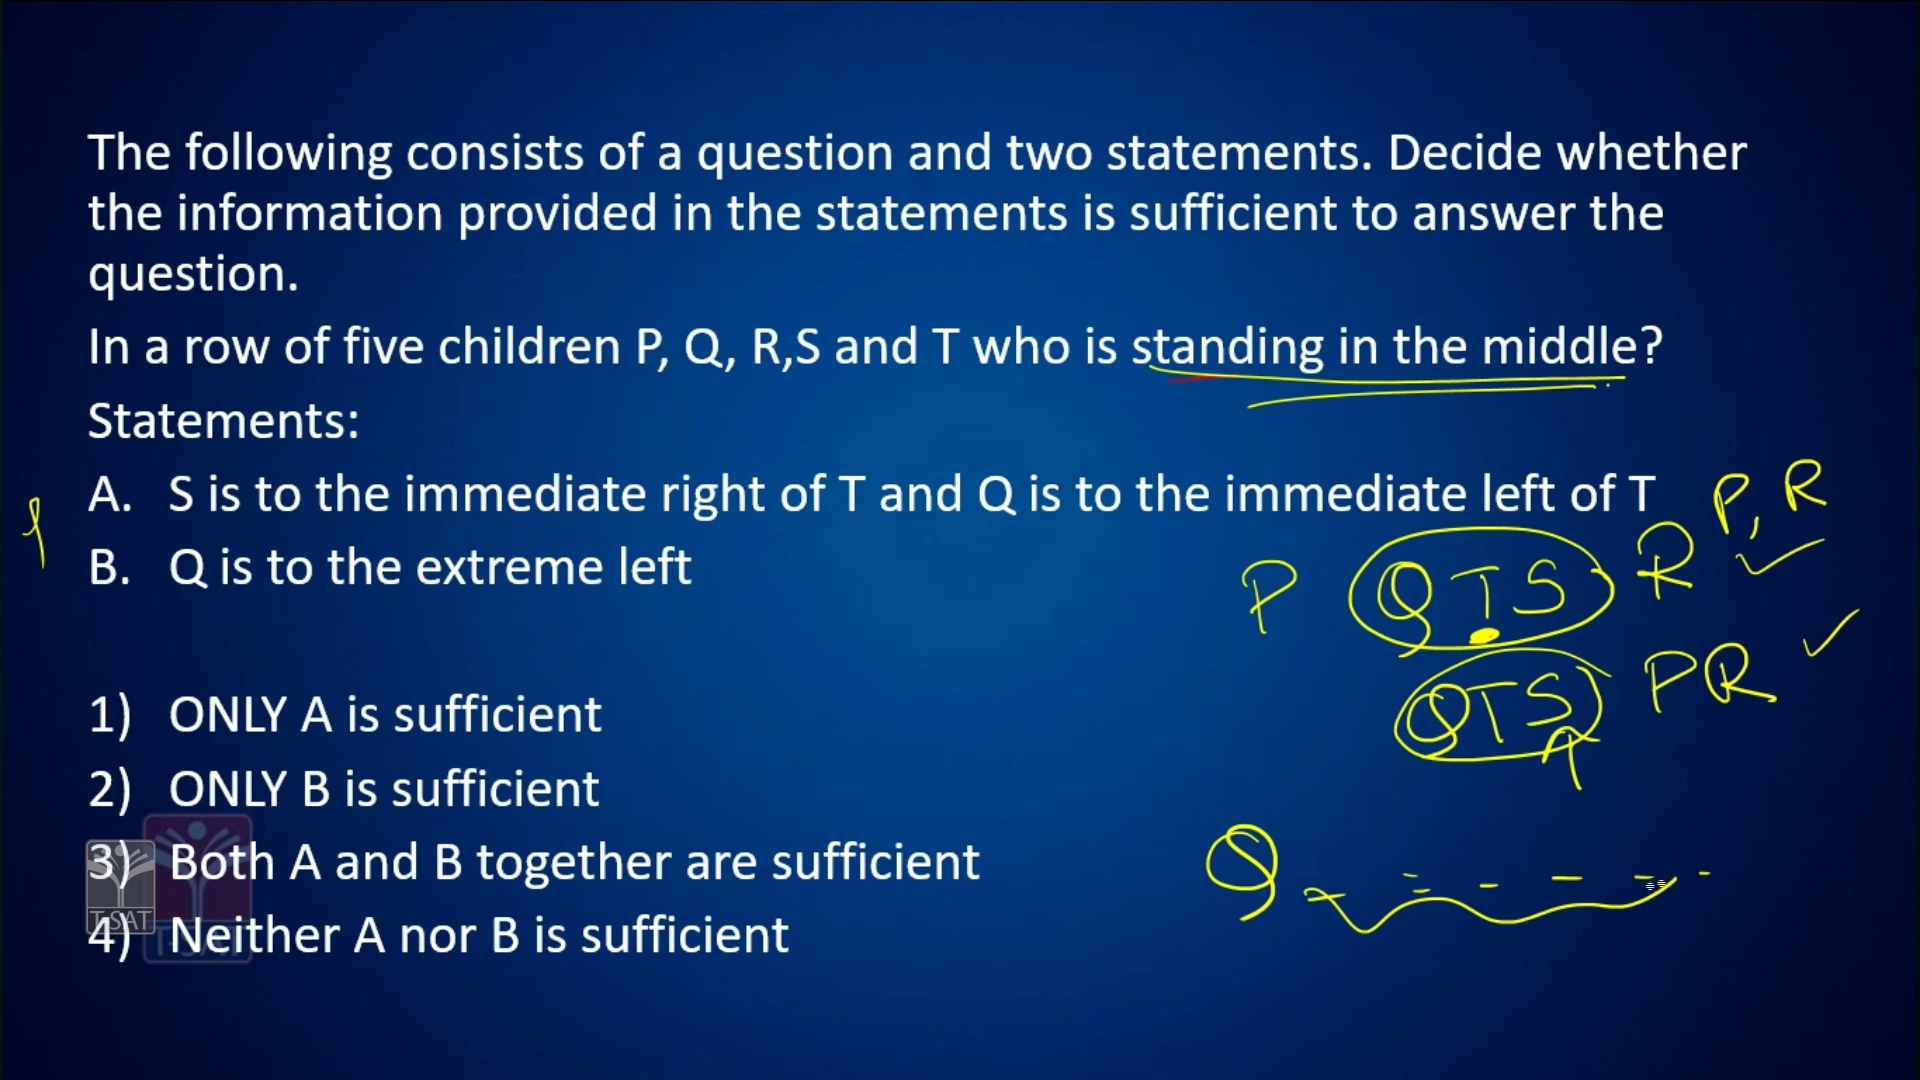 The following consists of a question and two statements. Decide whether
the information provided in the statements is sufficient to answer the
question.
In a row of five children P, Q, R,S and T who is standing in the middle?
Statements:
A. S is to the immediate right of T and Q is to the immediate left of T
P, R
B. Q is to the extreme left
P QTS R
QTS PR
1) ONLY A is sufficient
2) ONLY B is sufficient
3) Both A and B together are sufficient
Q
4) Neither A nor B is sufficient
T-SAT